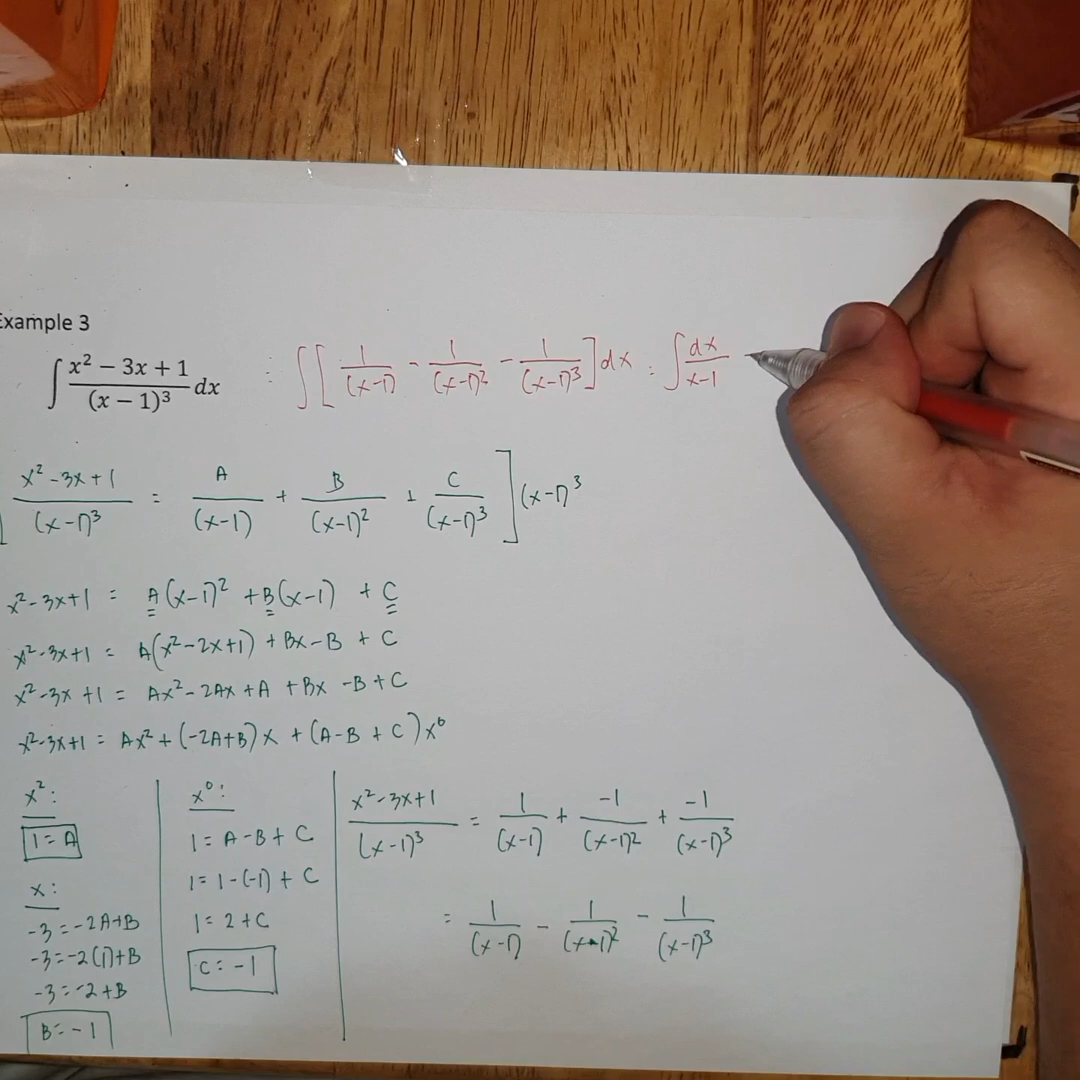 Example 3
∫ (x² − 3x + 1)/(x − 1)³ dx = ∫ [ 1/(x-1) - 1/(x-1)² - 1/(x-1)³ ] dx = ∫ dx/(x-1) -
[ (x²-3x+1)/(x-1)³ = A/(x-1) + B/(x-1)² + C/(x-1)³ ] (x-1)³
x²-3x+1 = A(x-1)² + B(x-1) + C
x²-3x+1 = A(x²-2x+1) + Bx - B + C
x²-3x+1 = Ax² - 2Ax + A + Bx - B + C
x²-3x+1 = Ax² + (-2A+B)x + (A-B+C)x⁰
x²:
1 = A
x:
-3 = -2A+B
-3 = -2(1)+B
-3 = -2+B
B = -1
x⁰:
1 = A-B+C
1 = 1-(-1)+C
1 = 2+C
C = -1
(x²-3x+1)/(x-1)³ = 1/(x-1) + -1/(x-1)² + -1/(x-1)³
= 1/(x-1) - 1/(x-1)² - 1/(x-1)³